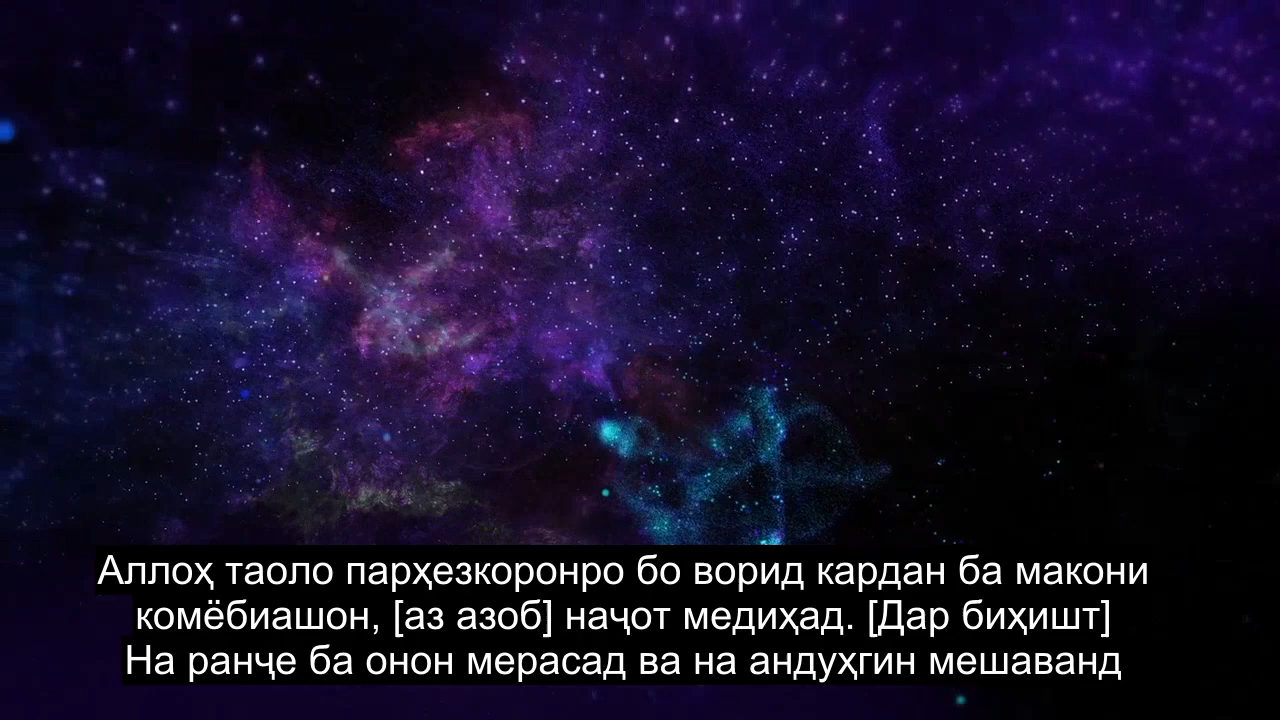 Аллоҳ таоло парҳезкоронро бо ворид кардан ба макони
комёбиашон, [аз азоб] наҷот медиҳад. [Дар биҳишт]
На ранҷе ба онон мерасад ва на андуҳгин мешаванд